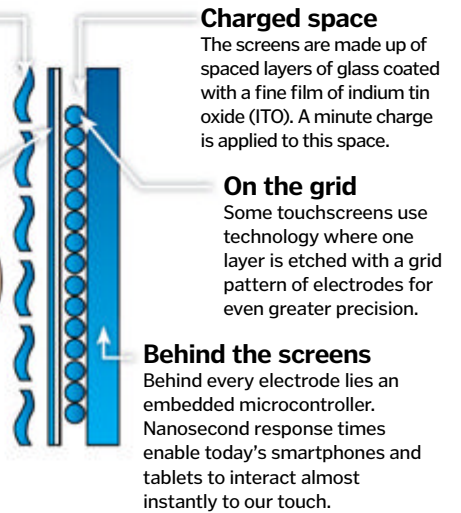 Charged space
The screens are made up of
spaced layers of glass coated
with a fine film of indium tin
oxide (ITO). A minute charge
is applied to this space.
On the grid
Some touchscreens use
technology where one
layer is etched with a grid
pattern of electrodes for
even greater precision.
Behind the screens
Behind every electrode lies an
embedded microcontroller.
Nanosecond response times
enable today's smartphones and
tablets to interact almost
instantly to our touch.